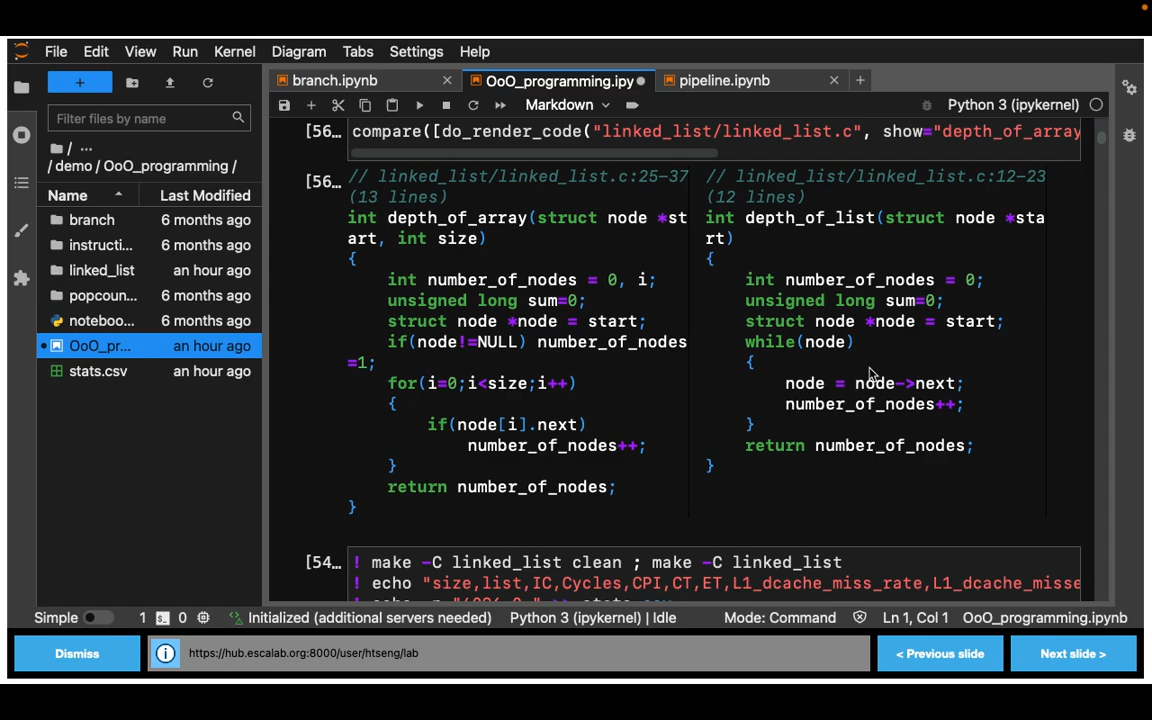 File Edit View Run Kernel Diagram Tabs Settings Help
branch.ipynb
OoO_programming.ipy
pipeline.ipynb
Markdown
Python 3 (ipykernel)
Filter files by name
/ ...
/ demo / OoO_programming /
Name Last Modified
branch 6 months ago
instructi... 6 months ago
linked_list an hour ago
popcoun... 6 months ago
noteboo... 6 months ago
OoO_pr... an hour ago
stats.csv an hour ago
[56... compare([do_render_code("linked_list/linked_list.c", show="depth_of_array
[56...
// linked_list/linked_list.c:25-37
(13 lines)
int depth_of_array(struct node *st
art, int size)
{
int number_of_nodes = 0, i;
unsigned long sum=0;
struct node *node = start;
if(node!=NULL) number_of_nodes
=1;
for(i=0;i<size;i++)
{
if(node[i].next)
number_of_nodes++;
}
return number_of_nodes;
}
// linked_list/linked_list.c:12-23
(12 lines)
int depth_of_list(struct node *sta
rt)
{
int number_of_nodes = 0;
unsigned long sum=0;
struct node *node = start;
while(node)
{
node = node->next;
number_of_nodes++;
}
return number_of_nodes;
}
[54... ! make -C linked_list clean ; make -C linked_list
! echo "size,list,IC,Cycles,CPI,CT,ET,L1_dcache_miss_rate,L1_dcache_misse
Simple 1 0 Initialized (additional servers needed) Python 3 (ipykernel) | Idle Mode: Command Ln 1, Col 1 OoO_programming.ipynb
Dismiss https://hub.escalab.org:8000/user/htseng/lab < Previous slide Next slide >